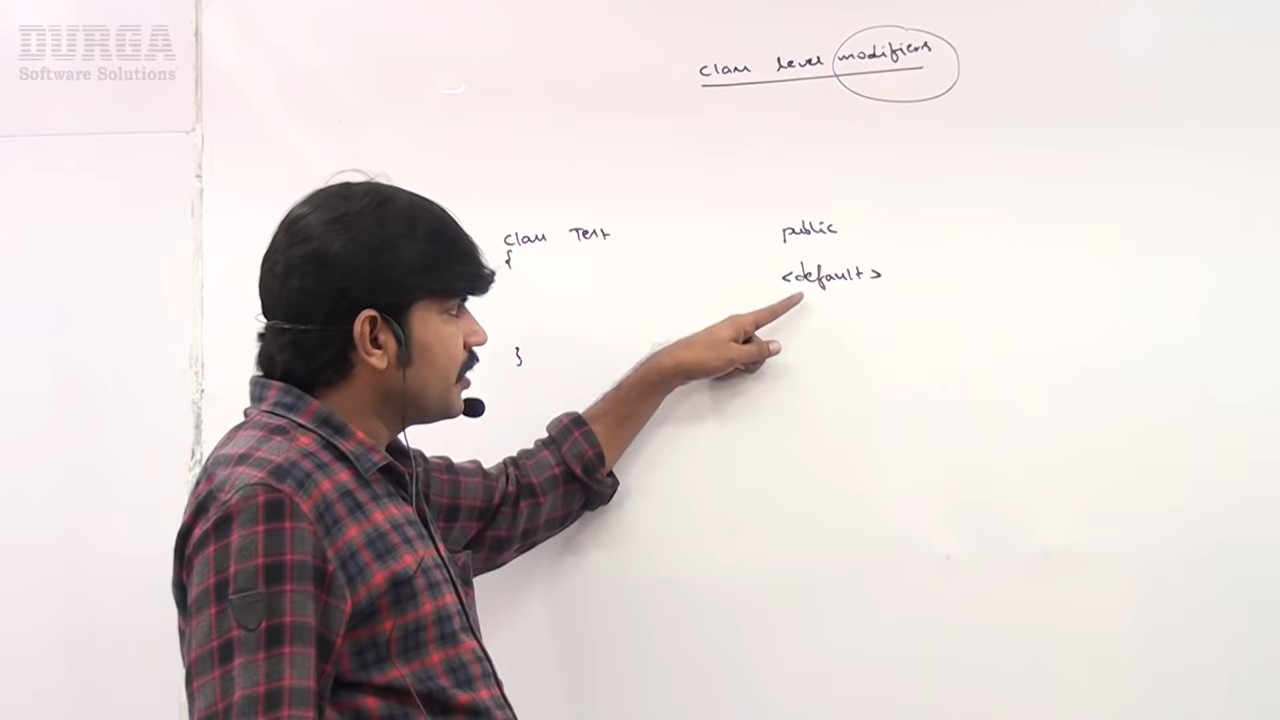 DURGA
Software Solutions
class level modifiers
class Test
{
}
public
<default>